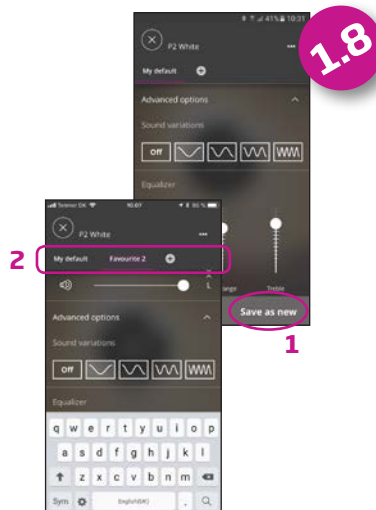 41% 10:31
1.8
P2 White
My default
Advanced options
Sound variations
Off
Equalizer
Treble
Save as new
1
Telenor DK 10.07 90 %
P2 White
2
My default Favourite 2
L
Advanced options
Sound variations
Off
Equalizer
q w e r t y u i o p
a s d f g h j k l
z x c v b n m
Sym English(UK) .